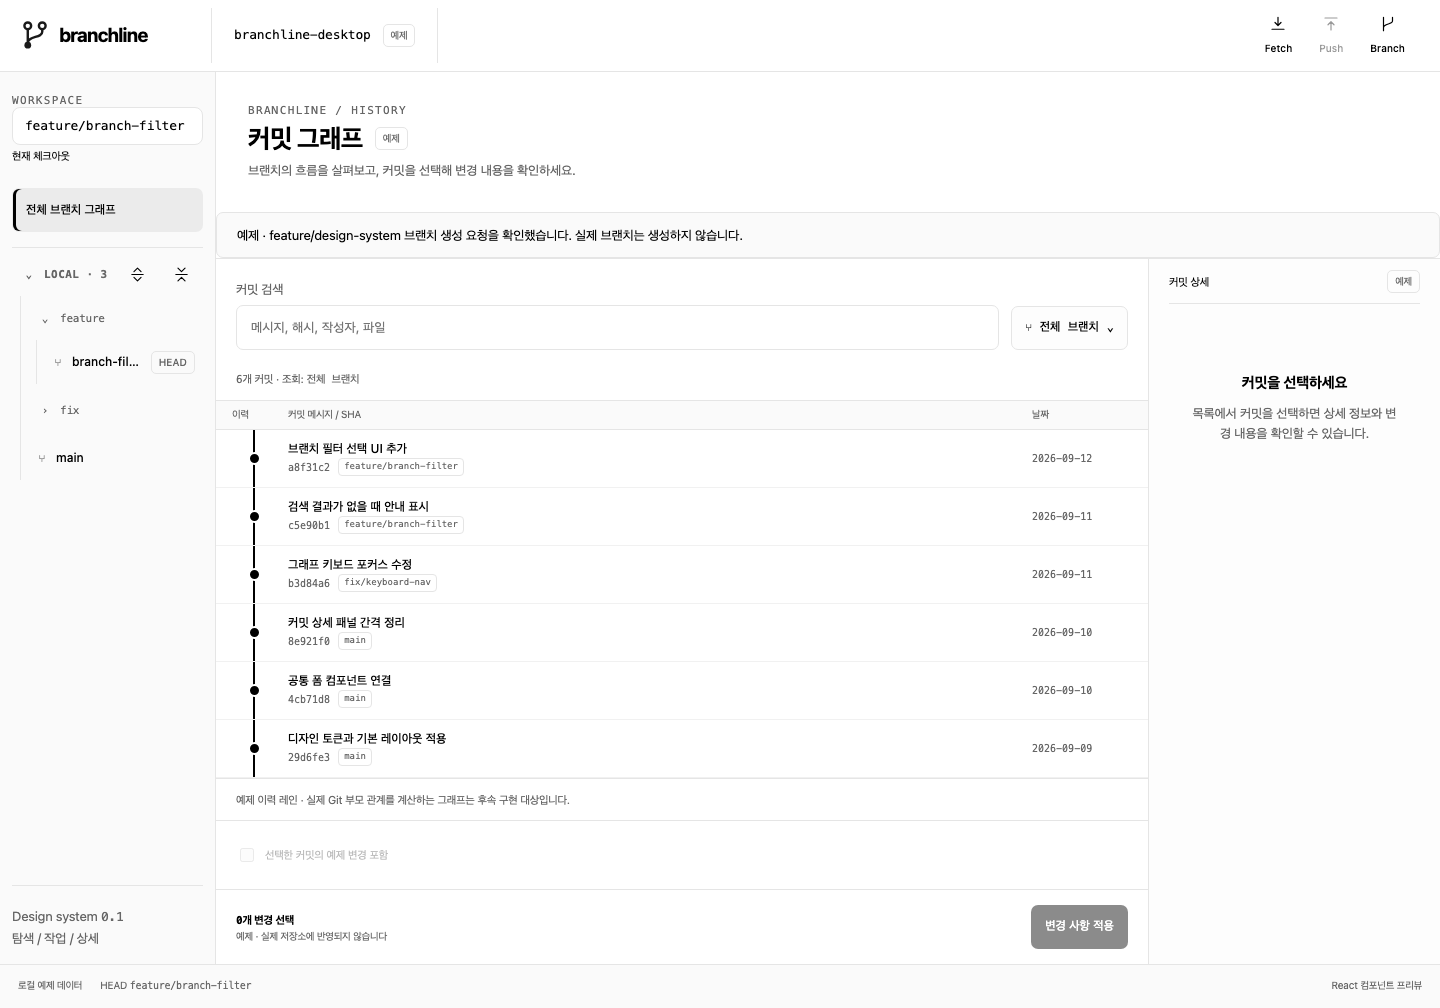 branchline
branchline-desktop 예제
Fetch
Push
Branch
WORKSPACE
feature/branch-filter
현재 체크아웃
전체 브랜치 그래프
LOCAL · 3
feature
branch-fil... HEAD
fix
main
Design system 0.1
탐색 / 작업 / 상세
BRANCHLINE / HISTORY
커밋 그래프 예제
브랜치의 흐름을 살펴보고, 커밋을 선택해 변경 내용을 확인하세요.
예제 · feature/design-system 브랜치 생성 요청을 확인했습니다. 실제 브랜치는 생성하지 않습니다.
커밋 검색
메시지, 해시, 작성자, 파일
전체 브랜치
6개 커밋 · 조회: 전체 브랜치
이력 커밋 메시지 / SHA 날짜
브랜치 필터 선택 UI 추가
a8f31c2 feature/branch-filter 2026-09-12
검색 결과가 없을 때 안내 표시
c5e90b1 feature/branch-filter 2026-09-11
그래프 키보드 포커스 수정
b3d84a6 fix/keyboard-nav 2026-09-11
커밋 상세 패널 간격 정리
8e921f0 main 2026-09-10
공통 폼 컴포넌트 연결
4cb71d8 main 2026-09-10
디자인 토큰과 기본 레이아웃 적용
29d6fe3 main 2026-09-09
예제 이력 레인 · 실제 Git 부모 관계를 계산하는 그래프는 후속 구현 대상입니다.
선택한 커밋의 예제 변경 포함
0개 변경 선택
예제 · 실제 저장소에 반영되지 않습니다
변경 사항 적용
커밋 상세 예제
커밋을 선택하세요
목록에서 커밋을 선택하면 상세 정보와 변
경 내용을 확인할 수 있습니다.
로컬 예제 데이터 HEAD feature/branch-filter
React 컴포넌트 프리뷰